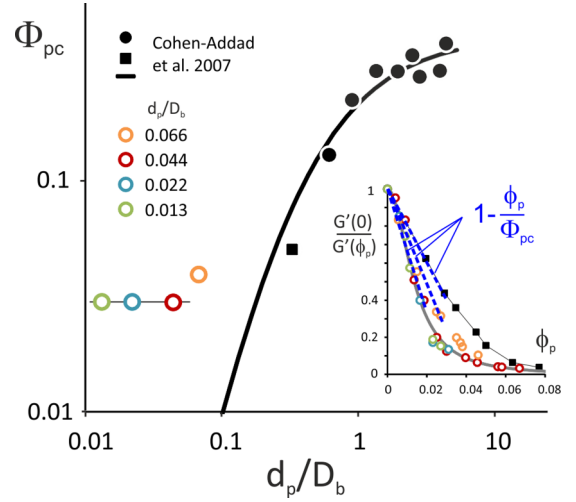 Φpc
Cohen-Addad
et al. 2007
dp/Db
0.066
0.044
0.022
0.013
0.1
0.01
0.01
0.1
1
10
dp/Db
G'(0)
G'(ϕp)
1-ϕp/Φpc
1
0.8
0.4
0.2
0
0
0.02
0.04
0.06
0.08
ϕp